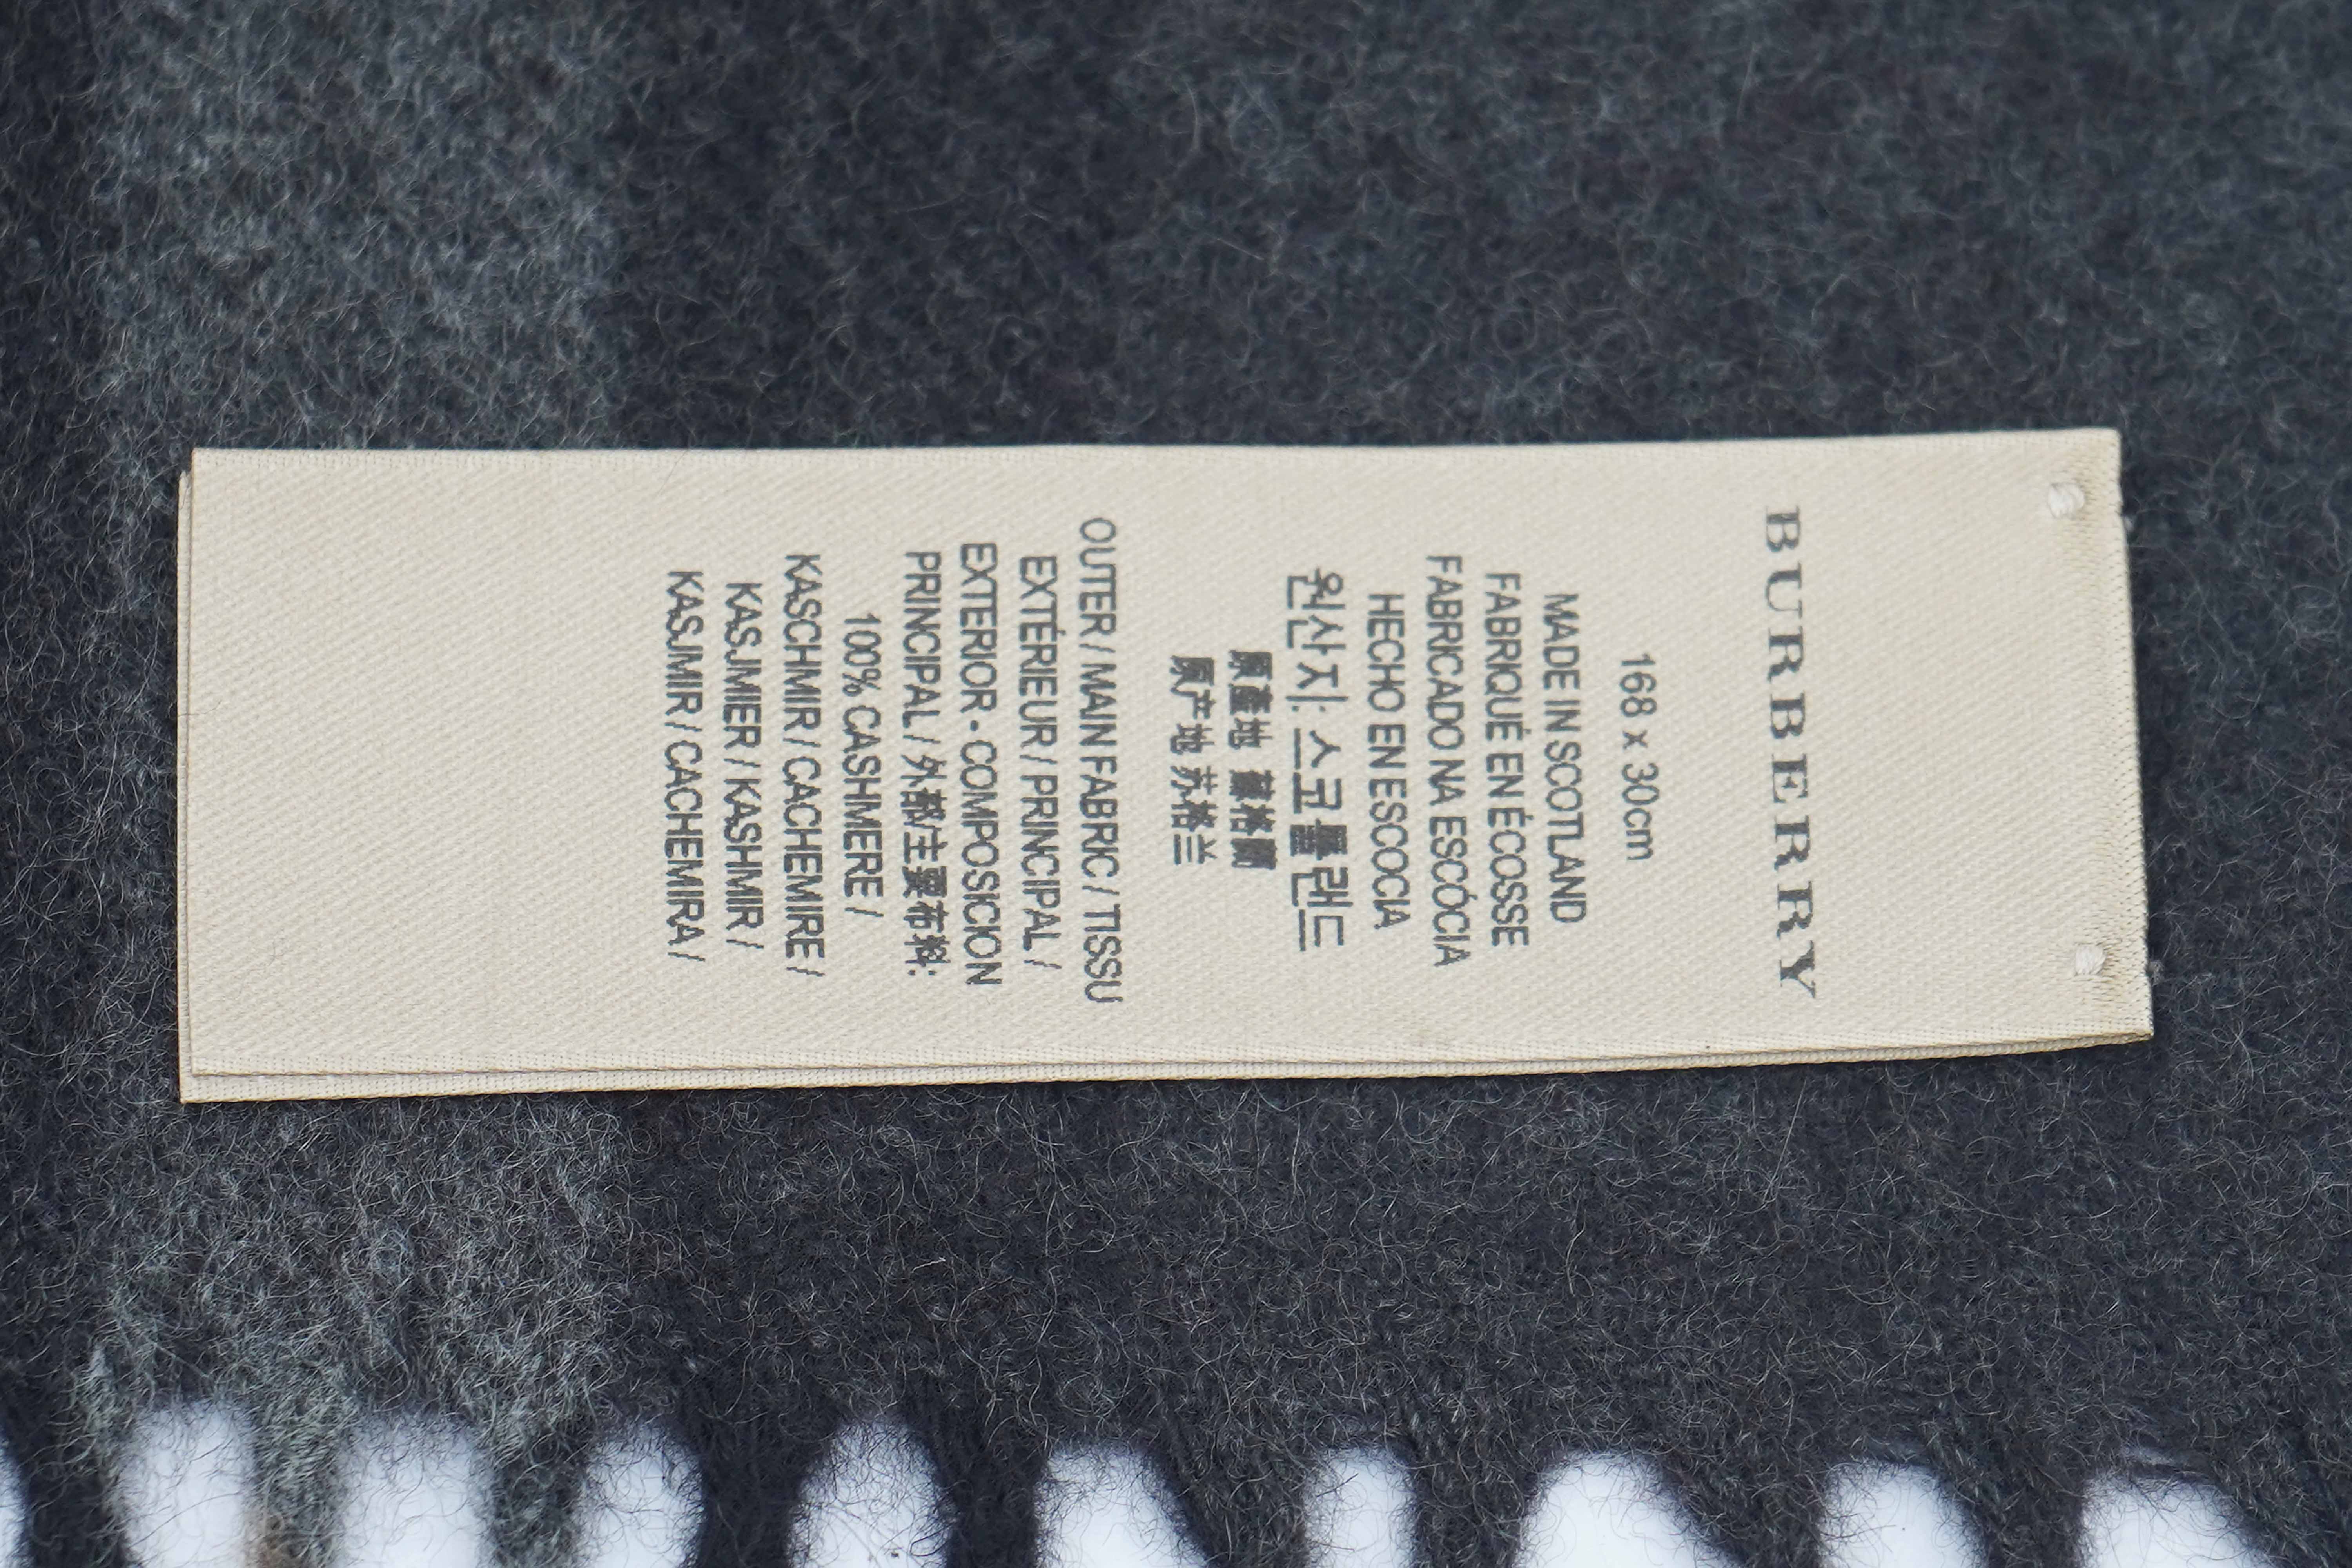 BURBERRY
168 x 30cm
MADE IN SCOTLAND
FABRIQUÉ EN ÉCOSSE
FABRICADO NA ESCÓCIA
HECHO EN ESCOCIA
원산지: 스코틀랜드
原產地 蘇格蘭
原产地 苏格兰
OUTER / MAIN FABRIC / TISSU
EXTÉRIEUR / PRINCIPAL /
EXTERIOR - COMPOSICION
PRINCIPAL / 外部/主要布料:
100% CASHMERE /
KASCHMIR / CACHEMIRE /
KASJMIER / KASHMIR /
KASJMIR / CACHEMIRA /